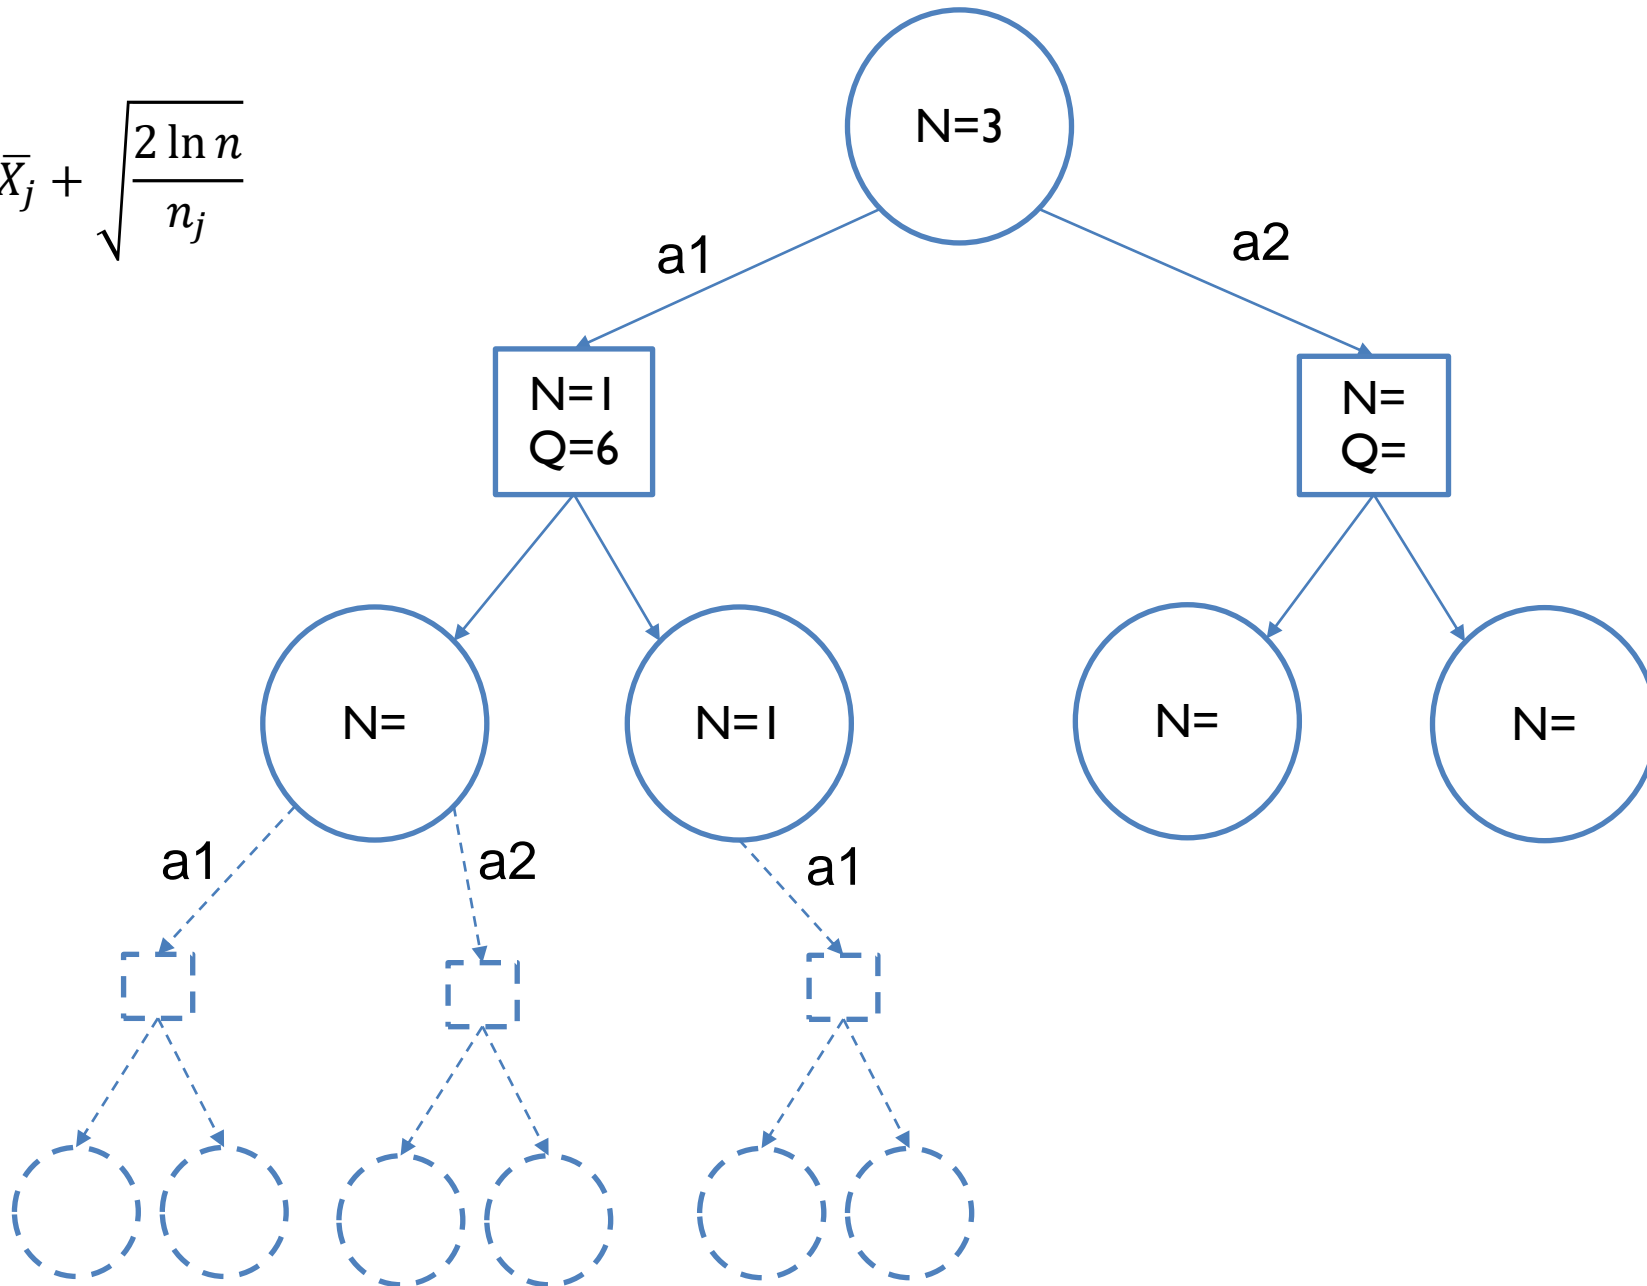 N=3
X̄ⱼ + √(2 ln n / nⱼ)
a1
a2
N=1
Q=6
N=
Q=
N=
N=1
N=
N=
a1
a2
a1